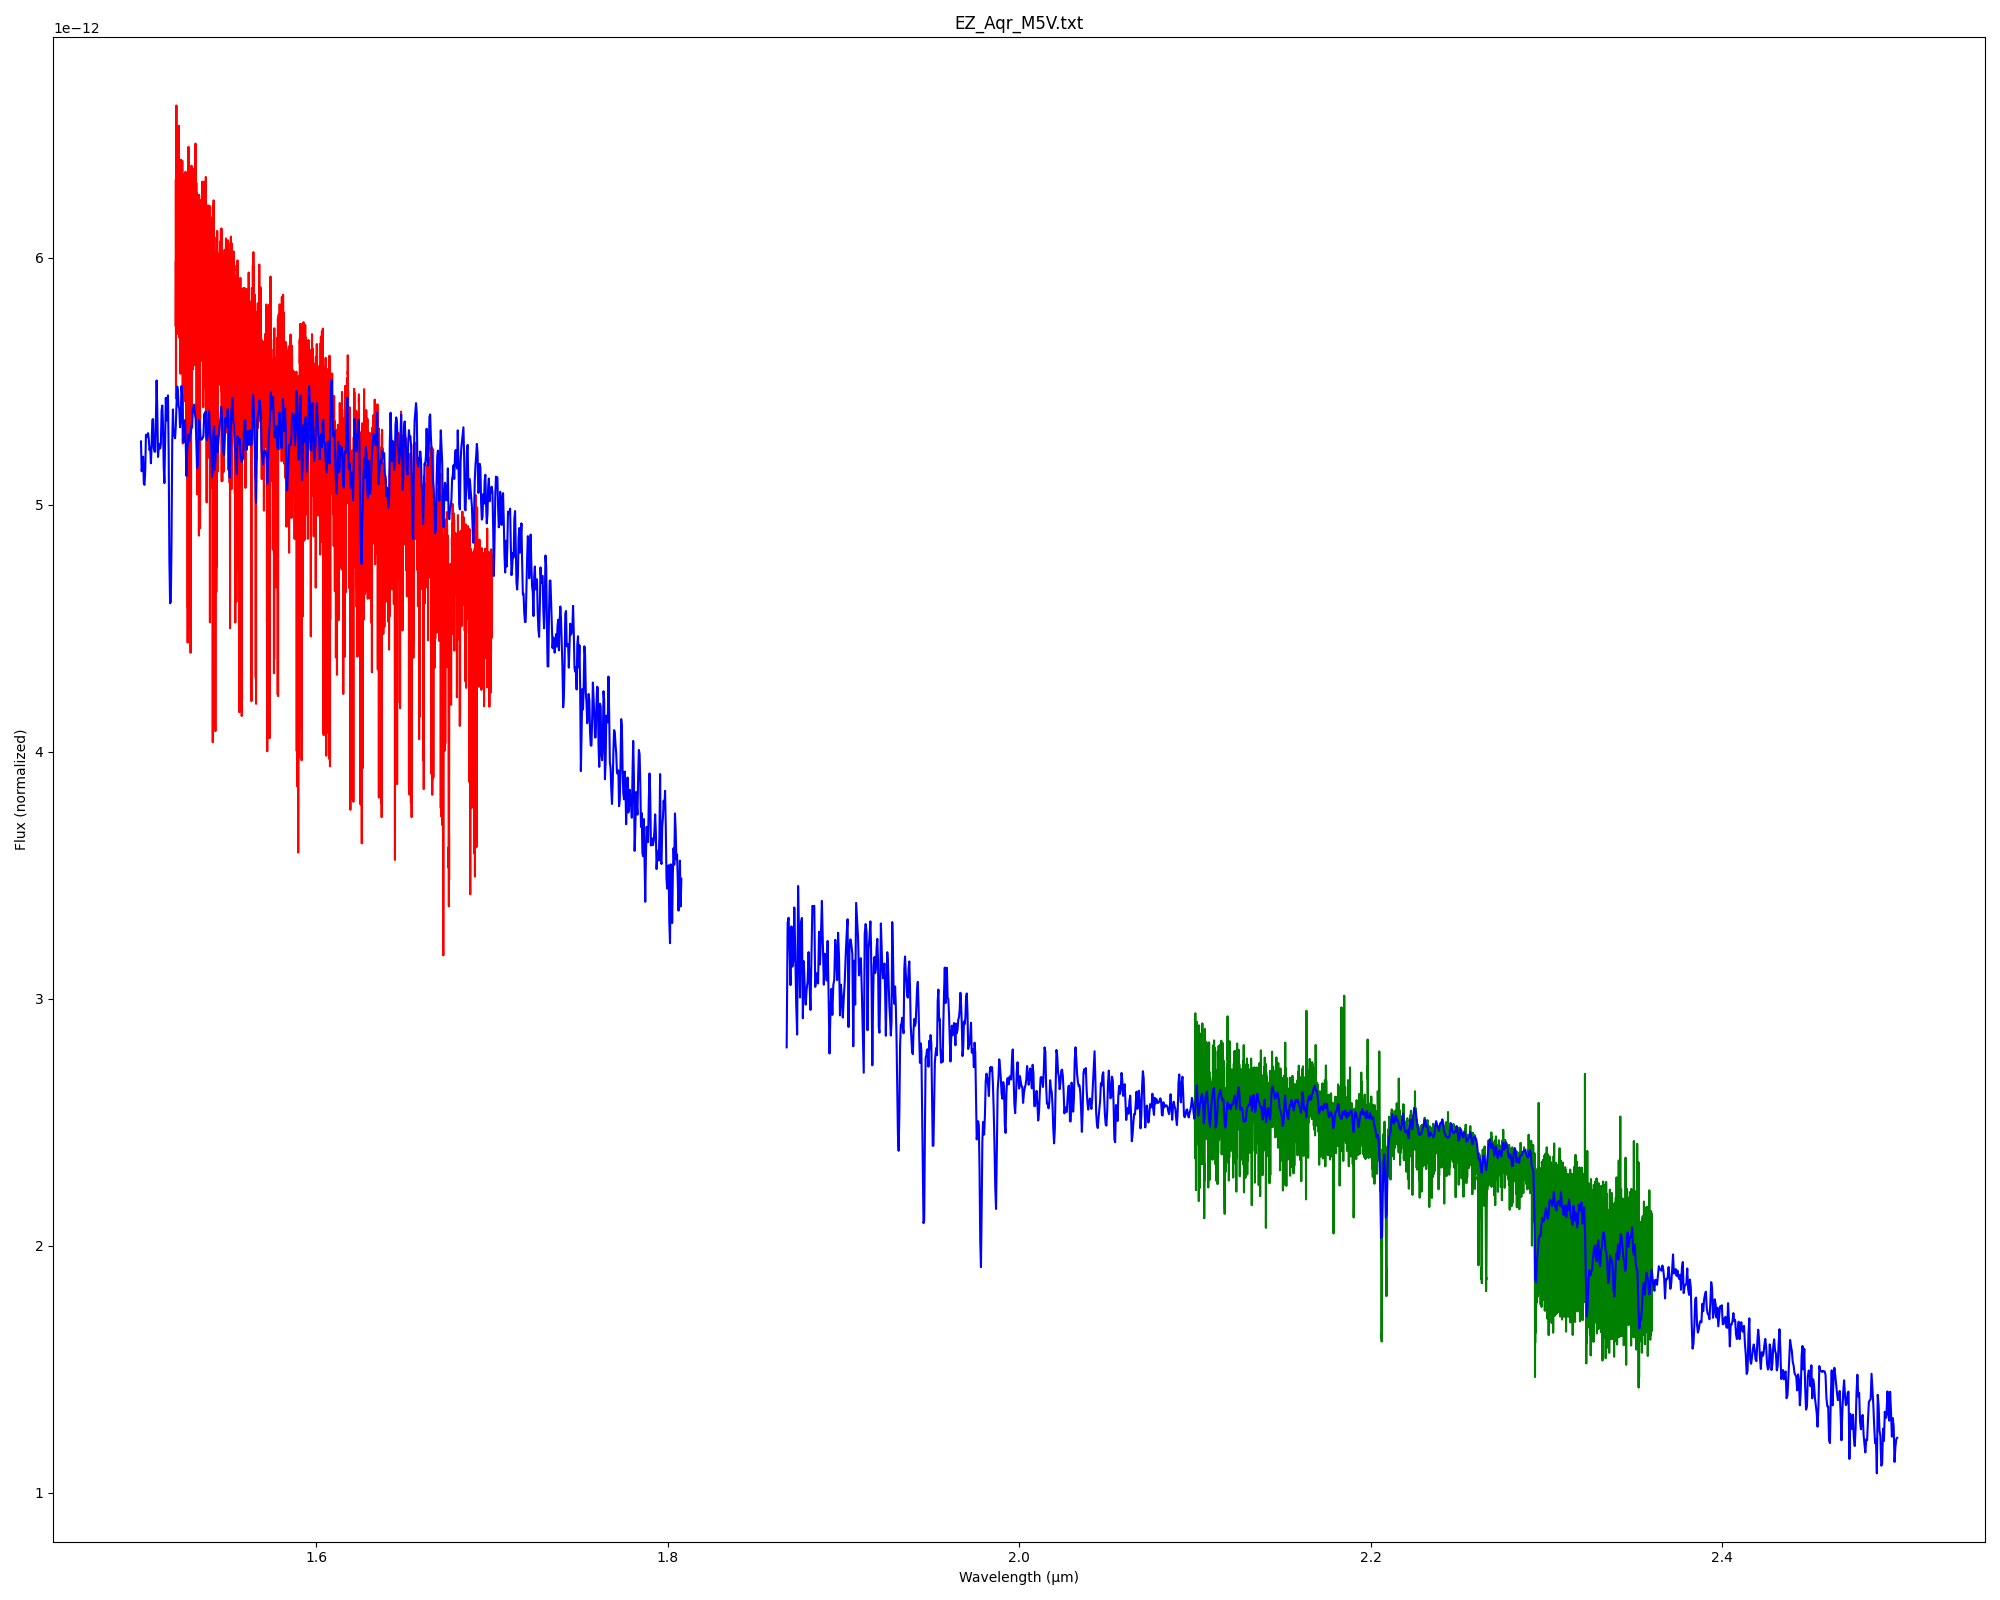 EZ_Aqr_M5V.txt
1e−12
6
5
4
3
2
1
Flux (normalized)
1.6 1.8 2.0 2.2 2.4
Wavelength (μm)